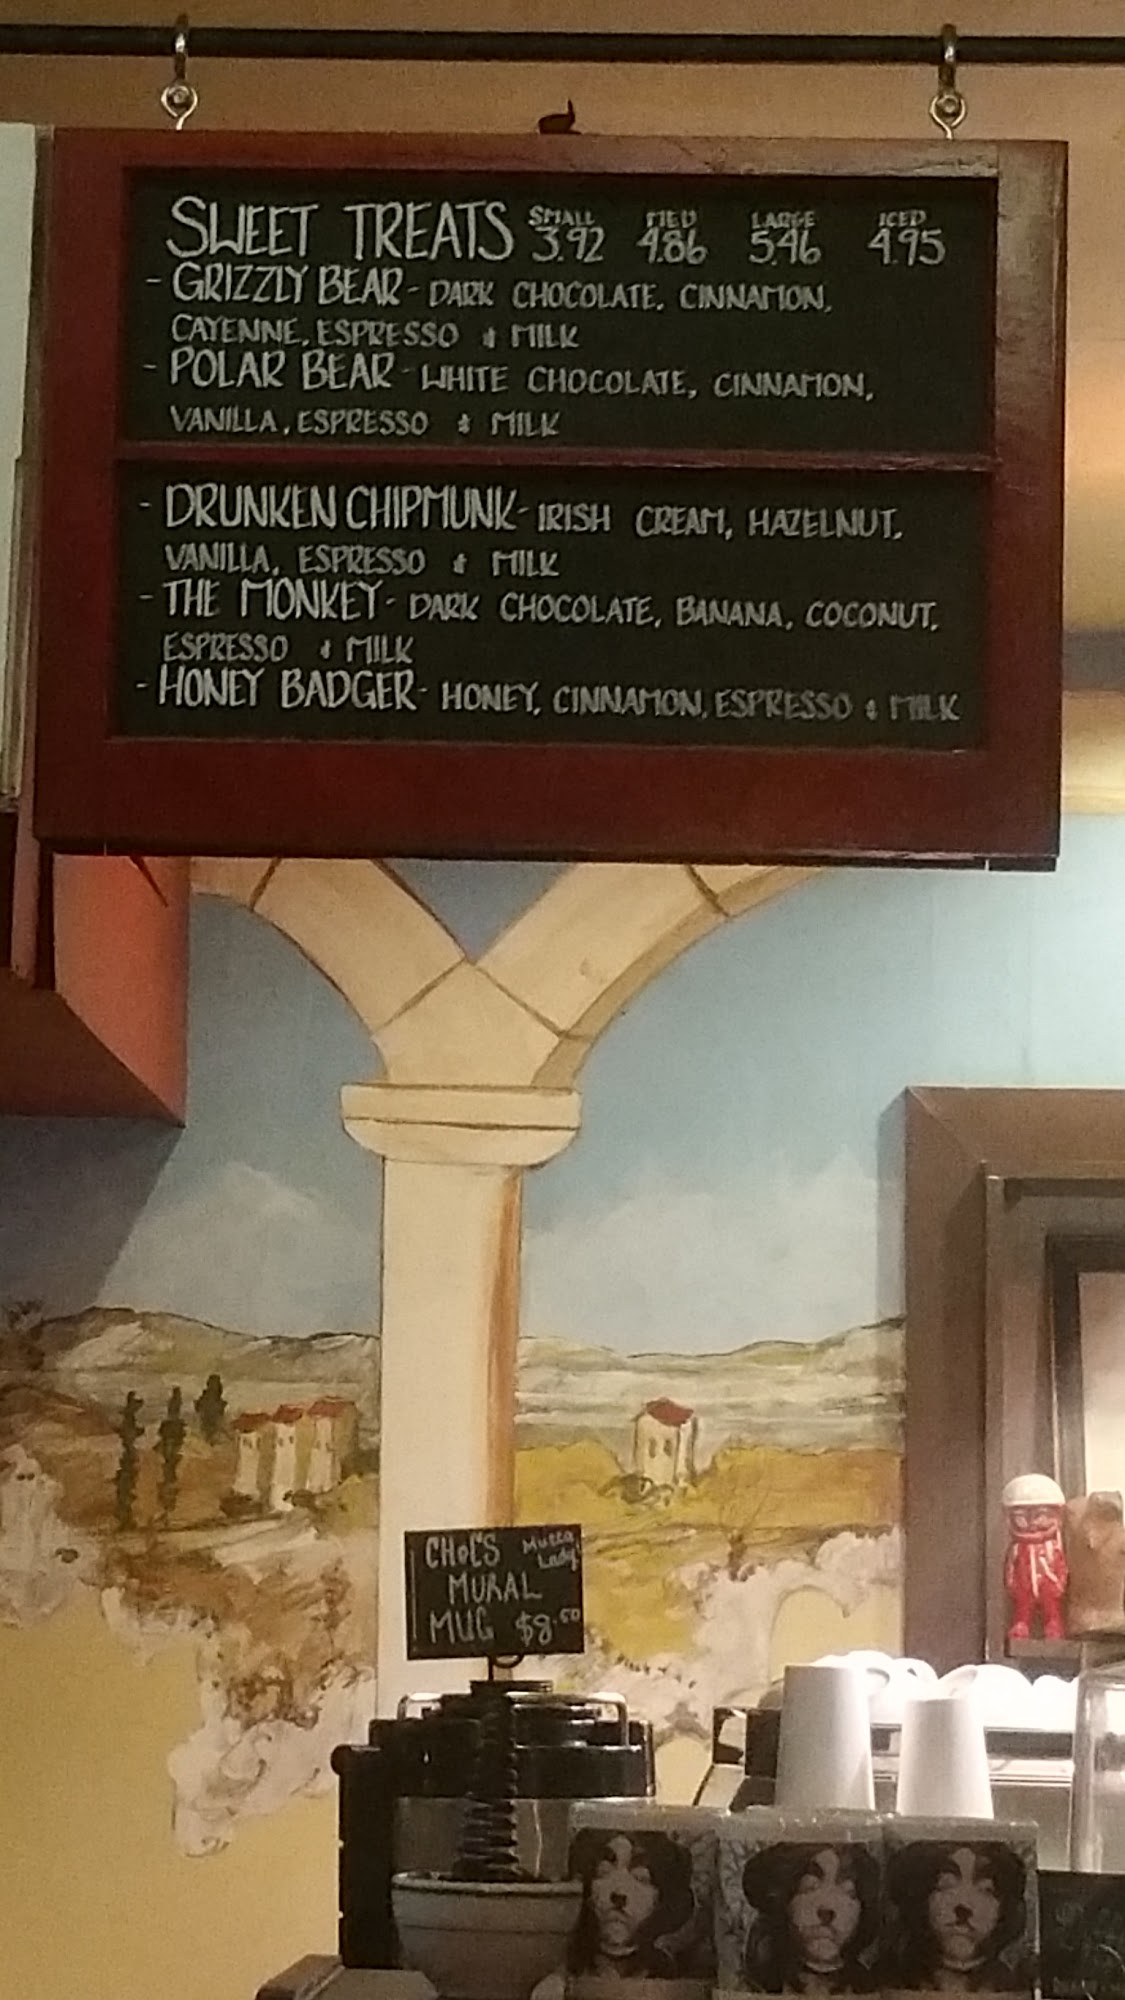 SWEET TREATS SMALL 3.92 MED 4.86 LARGE 5.46 ICED 4.95
- GRIZZLY BEAR - DARK CHOCOLATE, CINNAMON,
CAYENNE, ESPRESSO & MILK
- POLAR BEAR - WHITE CHOCOLATE, CINNAMON,
VANILLA, ESPRESSO & MILK
- DRUNKEN CHIPMUNK - IRISH CREAM, HAZELNUT,
VANILLA, ESPRESSO & MILK
- THE MONKEY - DARK CHOCOLATE, BANANA, COCONUT,
ESPRESSO & MILK
- HONEY BADGER - HONEY, CINNAMON, ESPRESSO & MILK
Lady
MURAL
MUG $8.50